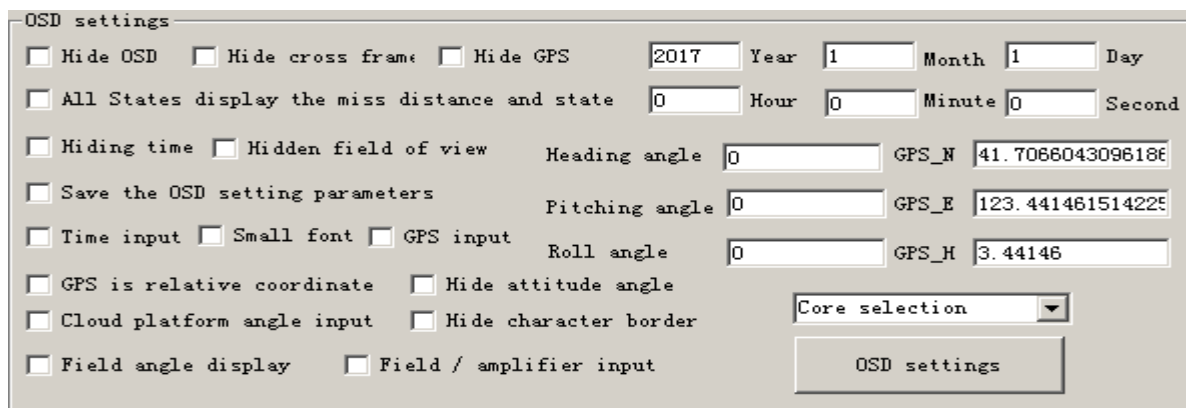 OSD settings
Hide OSD Hide cross frame Hide GPS 2017 Year 1 Month 1 Day
All States display the miss distance and state 0 Hour 0 Minute 0 Second
Hiding time Hidden field of view Heading angle 0 GPS_N 41.7066043096186
Save the OSD setting parameters Pitching angle 0 GPS_E 123.441461514225
Time input Small font GPS input Roll angle 0 GPS_H 3.44146
GPS is relative coordinate Hide attitude angle
Cloud platform angle input Hide character border Core selection
Field angle display Field / amplifier input OSD settings